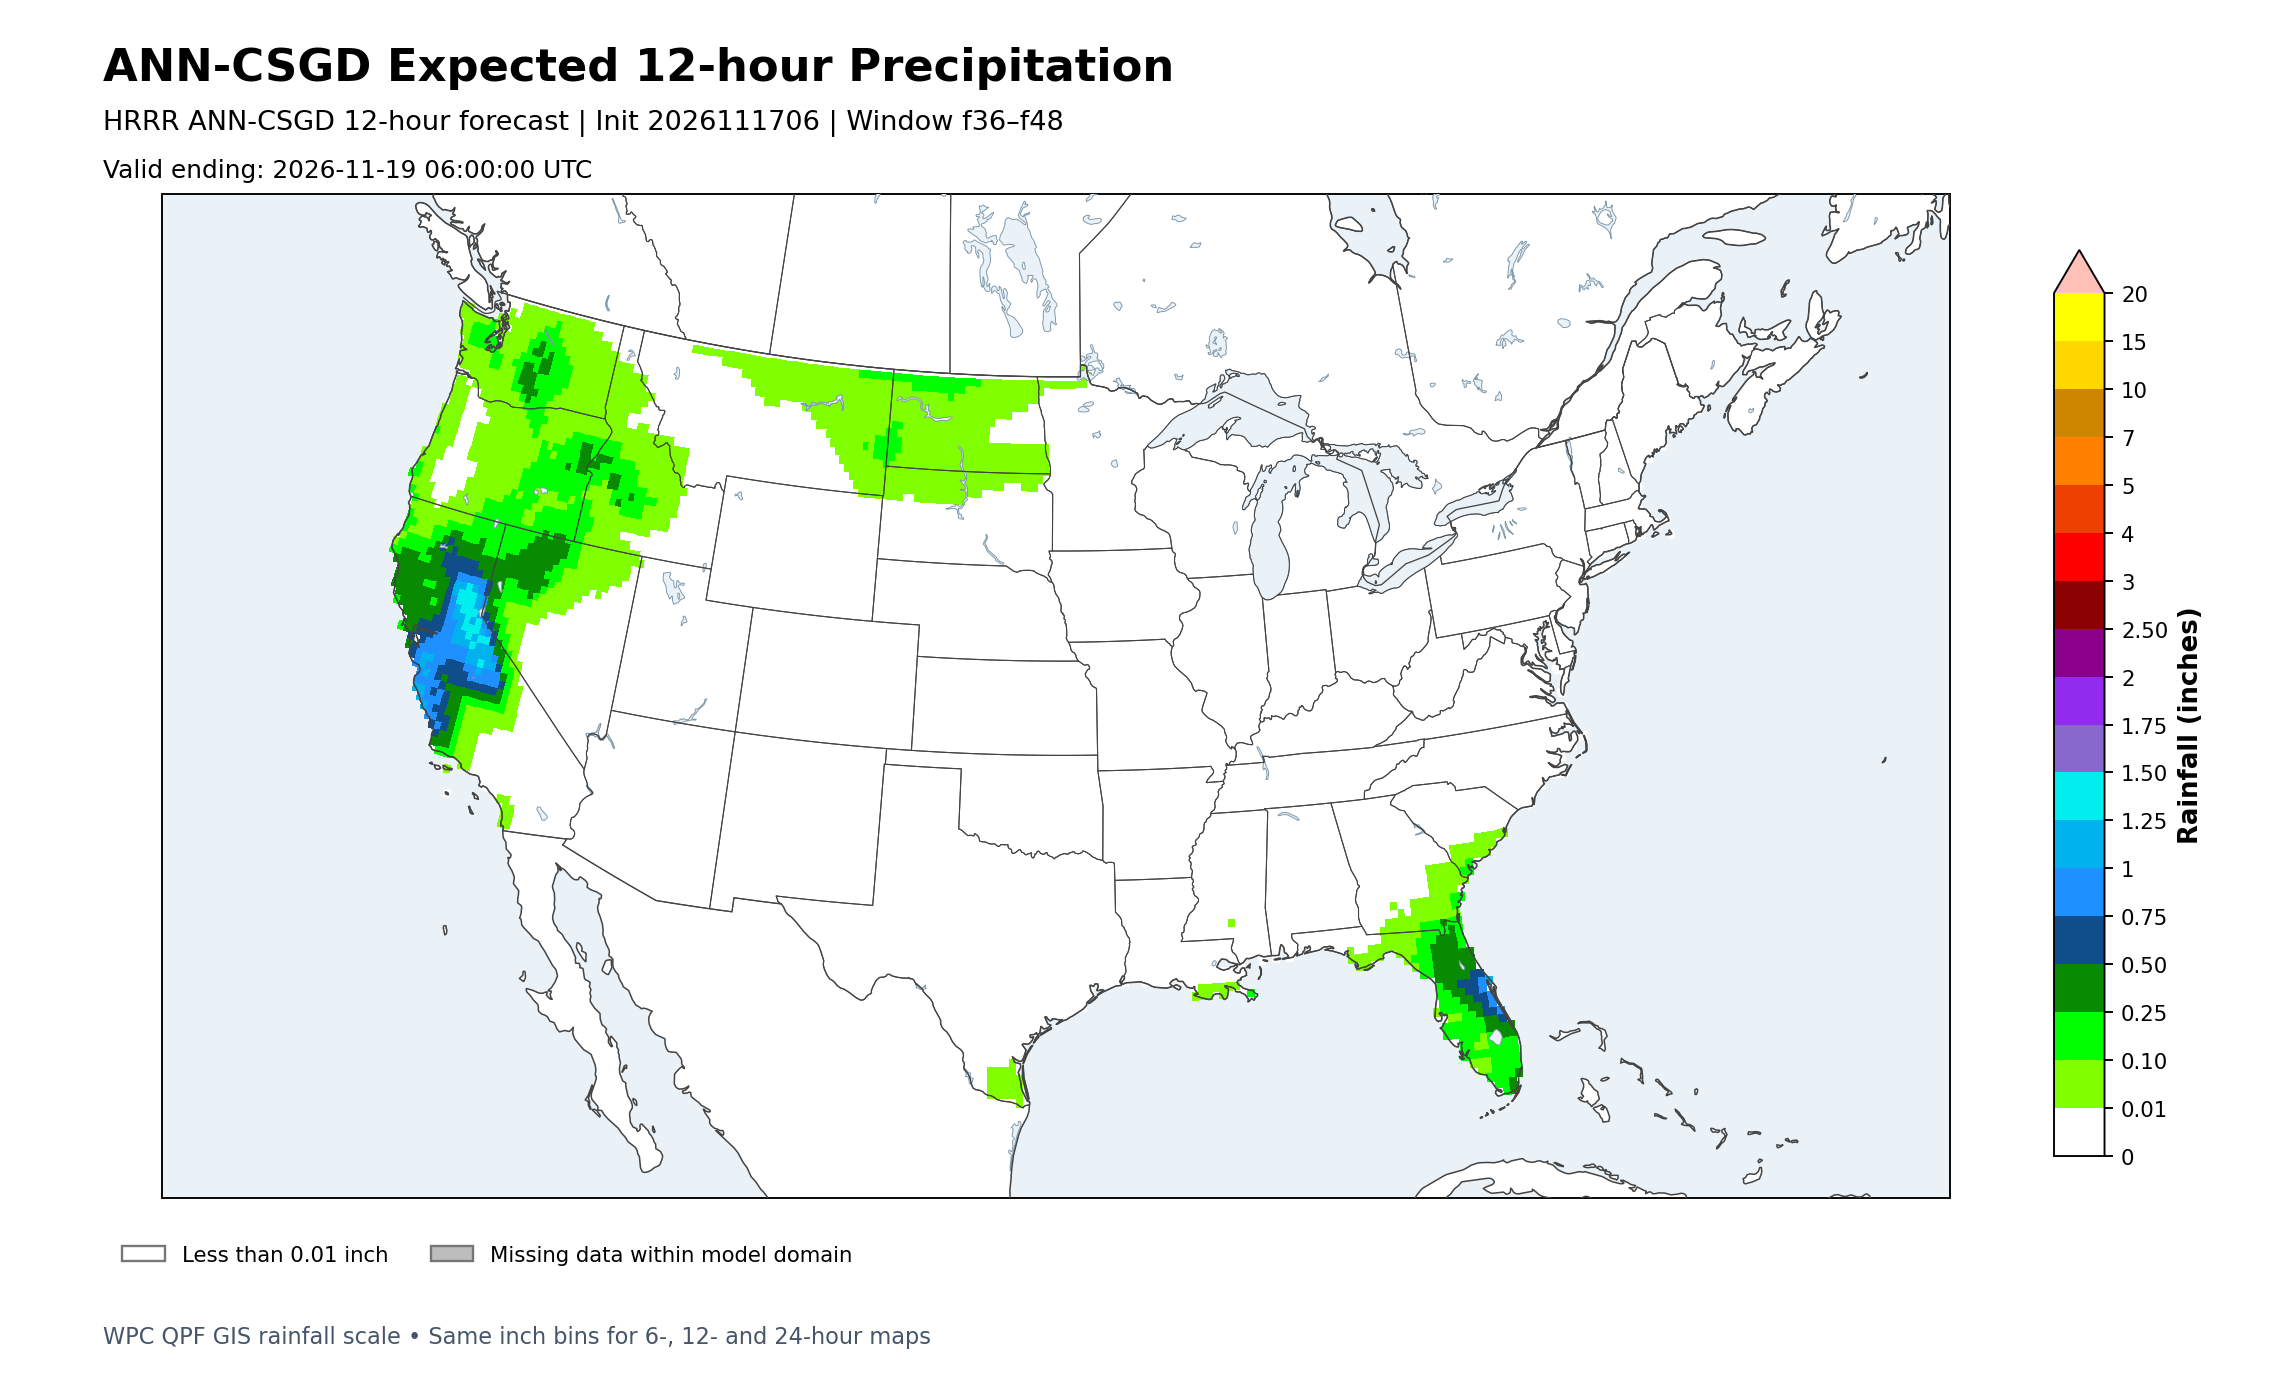 ANN-CSGD Expected 12-hour Precipitation
HRRR ANN-CSGD 12-hour forecast | Init 2026111706 | Window f36–f48
Valid ending: 2026-11-19 06:00:00 UTC
20
15
10
7
5
4
3
2.50
2
1.75
1.50
1.25
1
0.75
0.50
0.25
0.10
0.01
0
Rainfall (inches)
Less than 0.01 inch
Missing data within model domain
WPC QPF GIS rainfall scale • Same inch bins for 6-, 12- and 24-hour maps